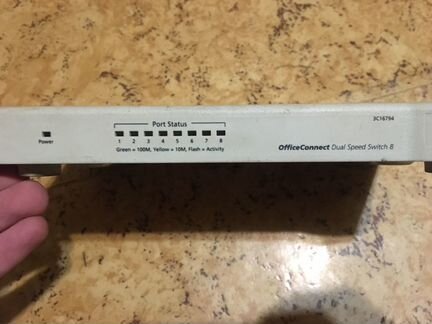 3C16794
Port Status
1 2 3 4 5 6 7 8
Power
Green = 100M, Yellow = 10M, Flash = Activity
OfficeConnect Dual Speed Switch 8